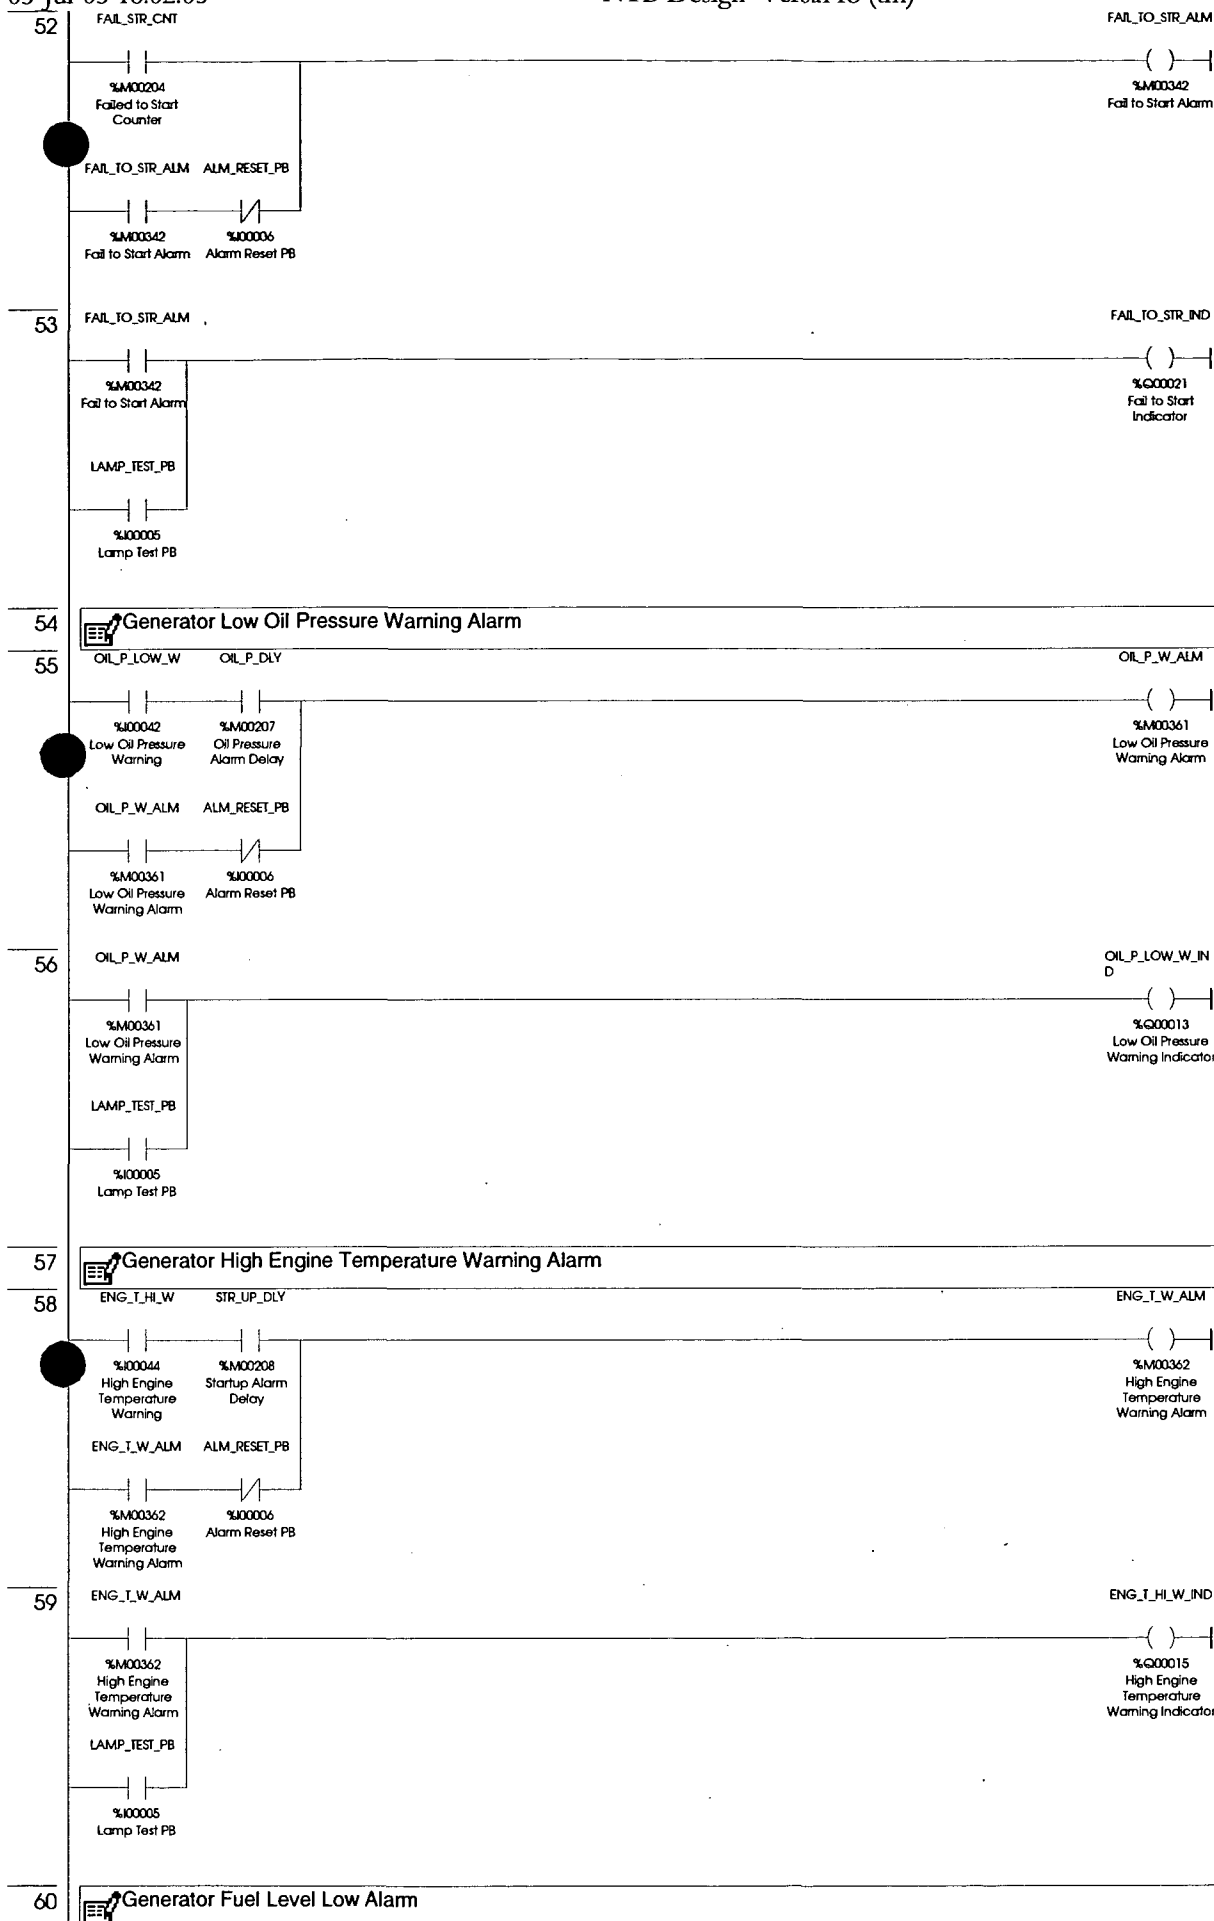 52
FAIL_STR_CNT
FAIL_TO_STR_ALM
%M00204
Failed to Start
Counter
%M00342
Fail to Start Alarm
FAIL_TO_STR_ALM ALM_RESET_PB
%M00342 %I00006
Fail to Start Alarm Alarm Reset PB
53
FAIL_TO_STR_ALM
FAIL_TO_STR_IND
%M00342
Fail to Start Alarm
%Q00021
Fail to Start
Indicator
LAMP_TEST_PB
%I00005
Lamp Test PB
54 Generator Low Oil Pressure Warning Alarm
55
OIL_P_LOW_W OIL_P_DLY
OIL_P_W_ALM
%I00042 %M00207
Low Oil Pressure Oil Pressure
Warning Alarm Delay
%M00361
Low Oil Pressure
Warning Alarm
OIL_P_W_ALM ALM_RESET_PB
%M00361 %I00006
Low Oil Pressure Alarm Reset PB
Warning Alarm
56
OIL_P_W_ALM
OIL_P_LOW_W_IN
D
%M00361
Low Oil Pressure
Warning Alarm
%Q00013
Low Oil Pressure
Warning Indicator
LAMP_TEST_PB
%I00005
Lamp Test PB
57 Generator High Engine Temperature Warning Alarm
58
ENG_T_HI_W STR_UP_DLY
ENG_T_W_ALM
%I00044 %M00208
High Engine Startup Alarm
Temperature Delay
Warning
%M00362
High Engine
Temperature
Warning Alarm
ENG_T_W_ALM ALM_RESET_PB
%M00362 %I00006
High Engine Alarm Reset PB
Temperature
Warning Alarm
59
ENG_T_W_ALM
ENG_T_HI_W_IND
%M00362
High Engine
Temperature
Warning Alarm
%Q00015
High Engine
Temperature
Warning Indicator
LAMP_TEST_PB
%I00005
Lamp Test PB
60 Generator Fuel Level Low Alarm